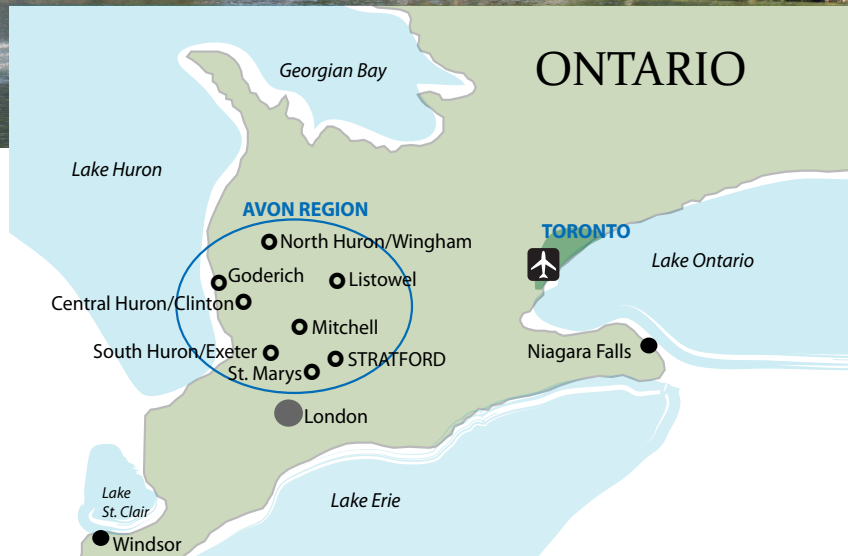 ONTARIO
Georgian Bay
Lake Huron
AVON REGION
TORONTO
North Huron/Wingham
Lake Ontario
Goderich
Listowel
Central Huron/Clinton
Mitchell
South Huron/Exeter
STRATFORD
Niagara Falls
St. Marys
London
Lake
St. Clair
Lake Erie
Windsor